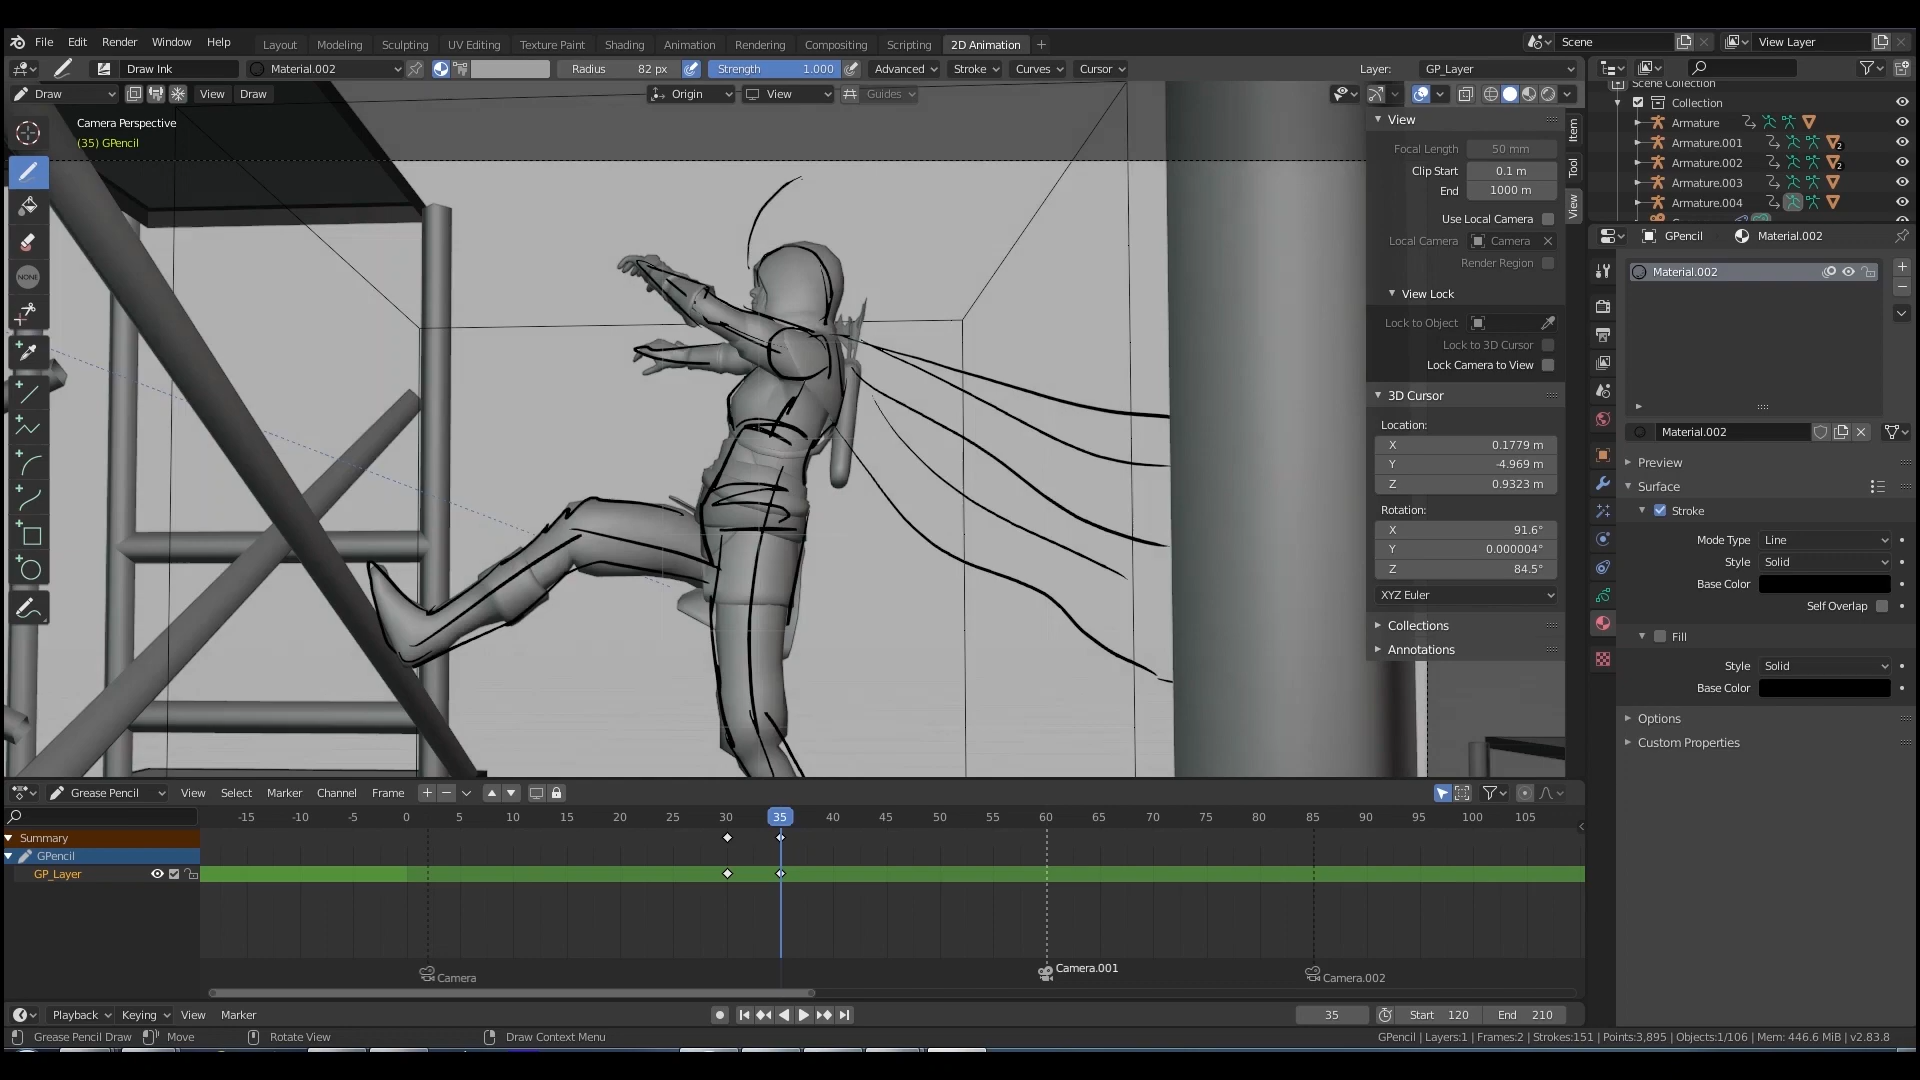 File Edit Render Window Help Layout Modeling Sculpting UV Editing Texture Paint Shading Animation Rendering Compositing Scripting 2D Animation + Scene View Layer
Draw Ink Material.002 Radius 82 px Strength 1.000 Advanced Stroke Curves Cursor Layer: GP_Layer
Draw View Draw Origin View Guides
Camera Perspective
(35) GPencil
NONE
View
Focal Length 50 mm
Clip Start 0.1 m
End 1000 m
Use Local Camera
Local Camera Camera
Render Region
View Lock
Lock to Object
Lock to 3D Cursor
Lock Camera to View
3D Cursor
Location:
X 0.1779 m
Y -4.969 m
Z 0.9323 m
Rotation:
X 91.6°
Y 0.000004°
Z 84.5°
XYZ Euler
Collections
Annotations
Item
Tool
View
Scene Collection
Collection
Armature
Armature.001 2
Armature.002 2
Armature.003
Armature.004
GPencil Material.002
Material.002
Material.002
Preview
Surface
Stroke
Mode Type Line
Style Solid
Base Color
Self Overlap
Fill
Style Solid
Base Color
Options
Custom Properties
Grease Pencil View Select Marker Channel Frame
-15 -10 -5 0 5 10 15 20 25 30 35 40 45 50 55 60 65 70 75 80 85 90 95 100 105
Summary
GPencil
GP_Layer
Camera Camera.001 Camera.002
Playback Keying View Marker 35 Start 120 End 210
Grease Pencil Draw Move Rotate View Draw Context Menu GPencil | Layers:1 | Frames:2 | Strokes:151 | Points:3,895 | Objects:1/106 | Mem: 446.6 MiB | v2.83.8